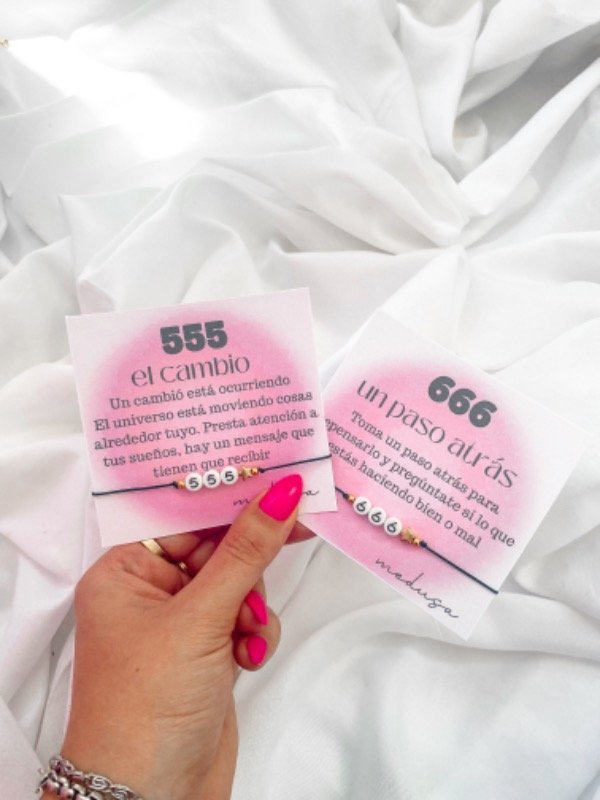 555
el cambio
Un cambió está ocurriendo
El universo está moviendo cosas
alrededor tuyo. Presta atención a
tus sueños, hay un mensaje que
tienen que recibir
555
666
un paso atrás
Toma un paso atrás para
y pregúntate si lo que
estás haciendo bien o mal
666
medusa